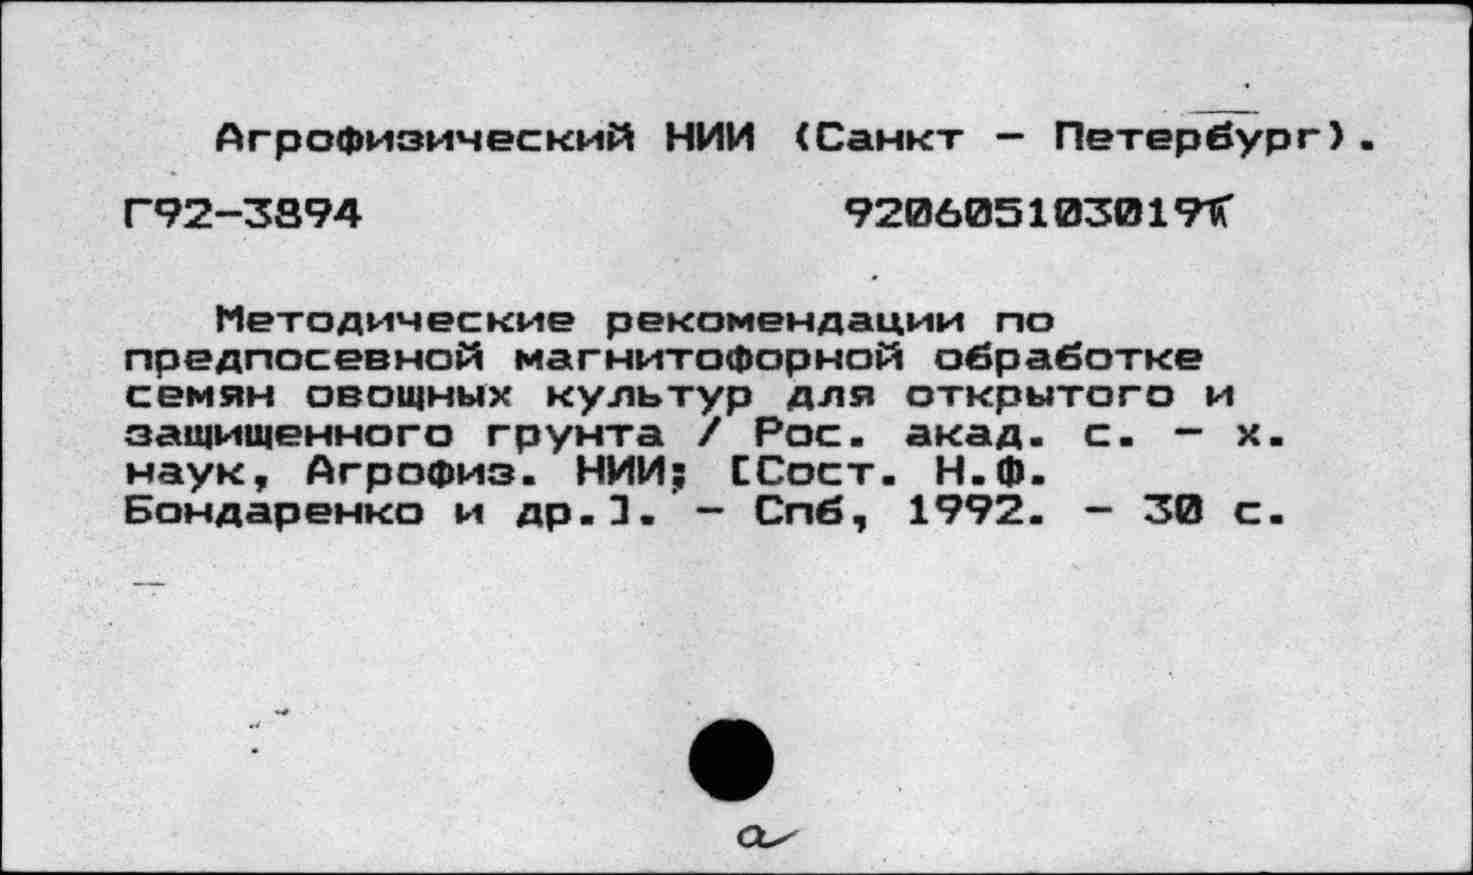 Агрофизический НИИ (Санкт - Петербург).
Г92-3894 920605103019
Методические рекомендации по
предпосевной магнитофорной обработке
семян овощных культур для открытого и
защищенного грунта / Рос. акад. с. - х.
наук, Агрофиз. НИИ; [Сост. Н.Ф.
Бондаренко и др.]. - Спб, 1992. - 30 с.